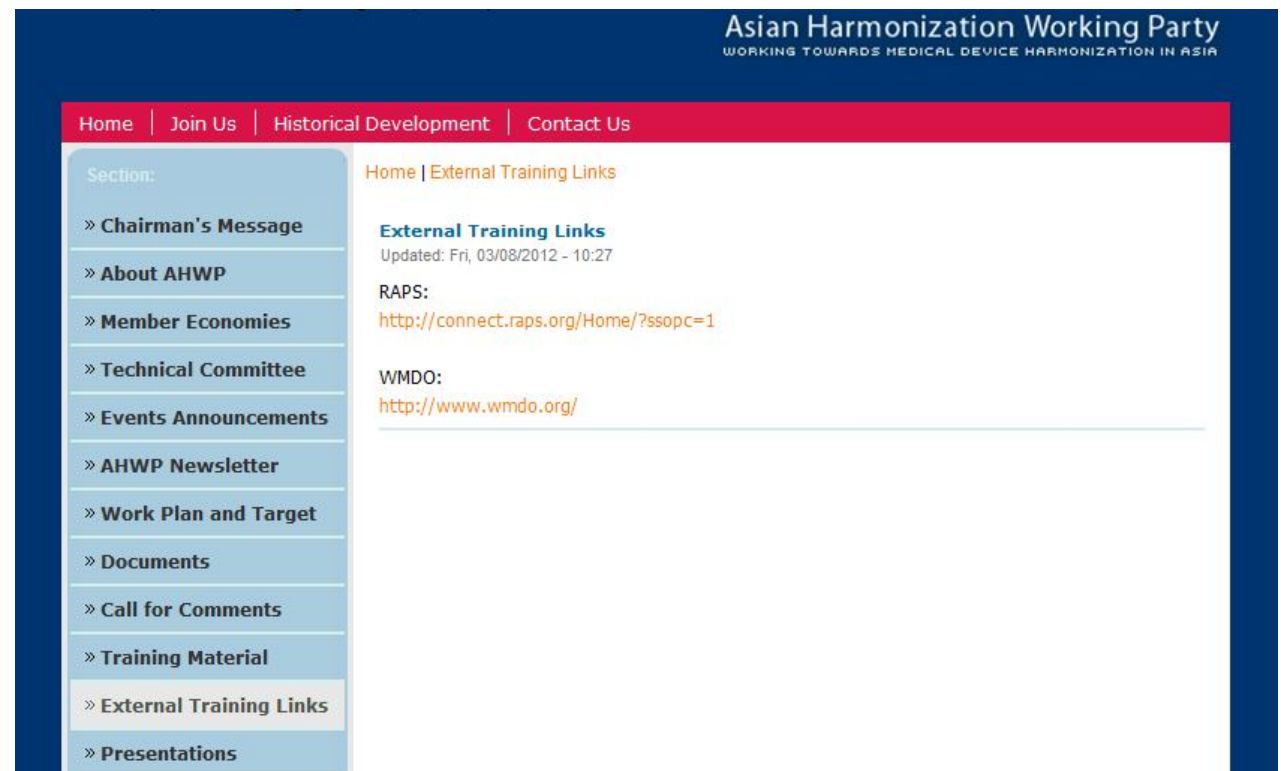 Asian Harmonization Working Party
WORKING TOWARDS MEDICAL DEVICE HARMONIZATION IN ASIA
Home | Join Us | Historical Development | Contact Us
Section:
» Chairman's Message
» About AHWP
» Member Economies
» Technical Committee
» Events Announcements
» AHWP Newsletter
» Work Plan and Target
» Documents
» Call for Comments
» Training Material
» External Training Links
» Presentations
Home | External Training Links
External Training Links
Updated: Fri, 03/08/2012 - 10:27
RAPS:
http://connect.raps.org/Home/?ssopc=1
WMDO:
http://www.wmdo.org/